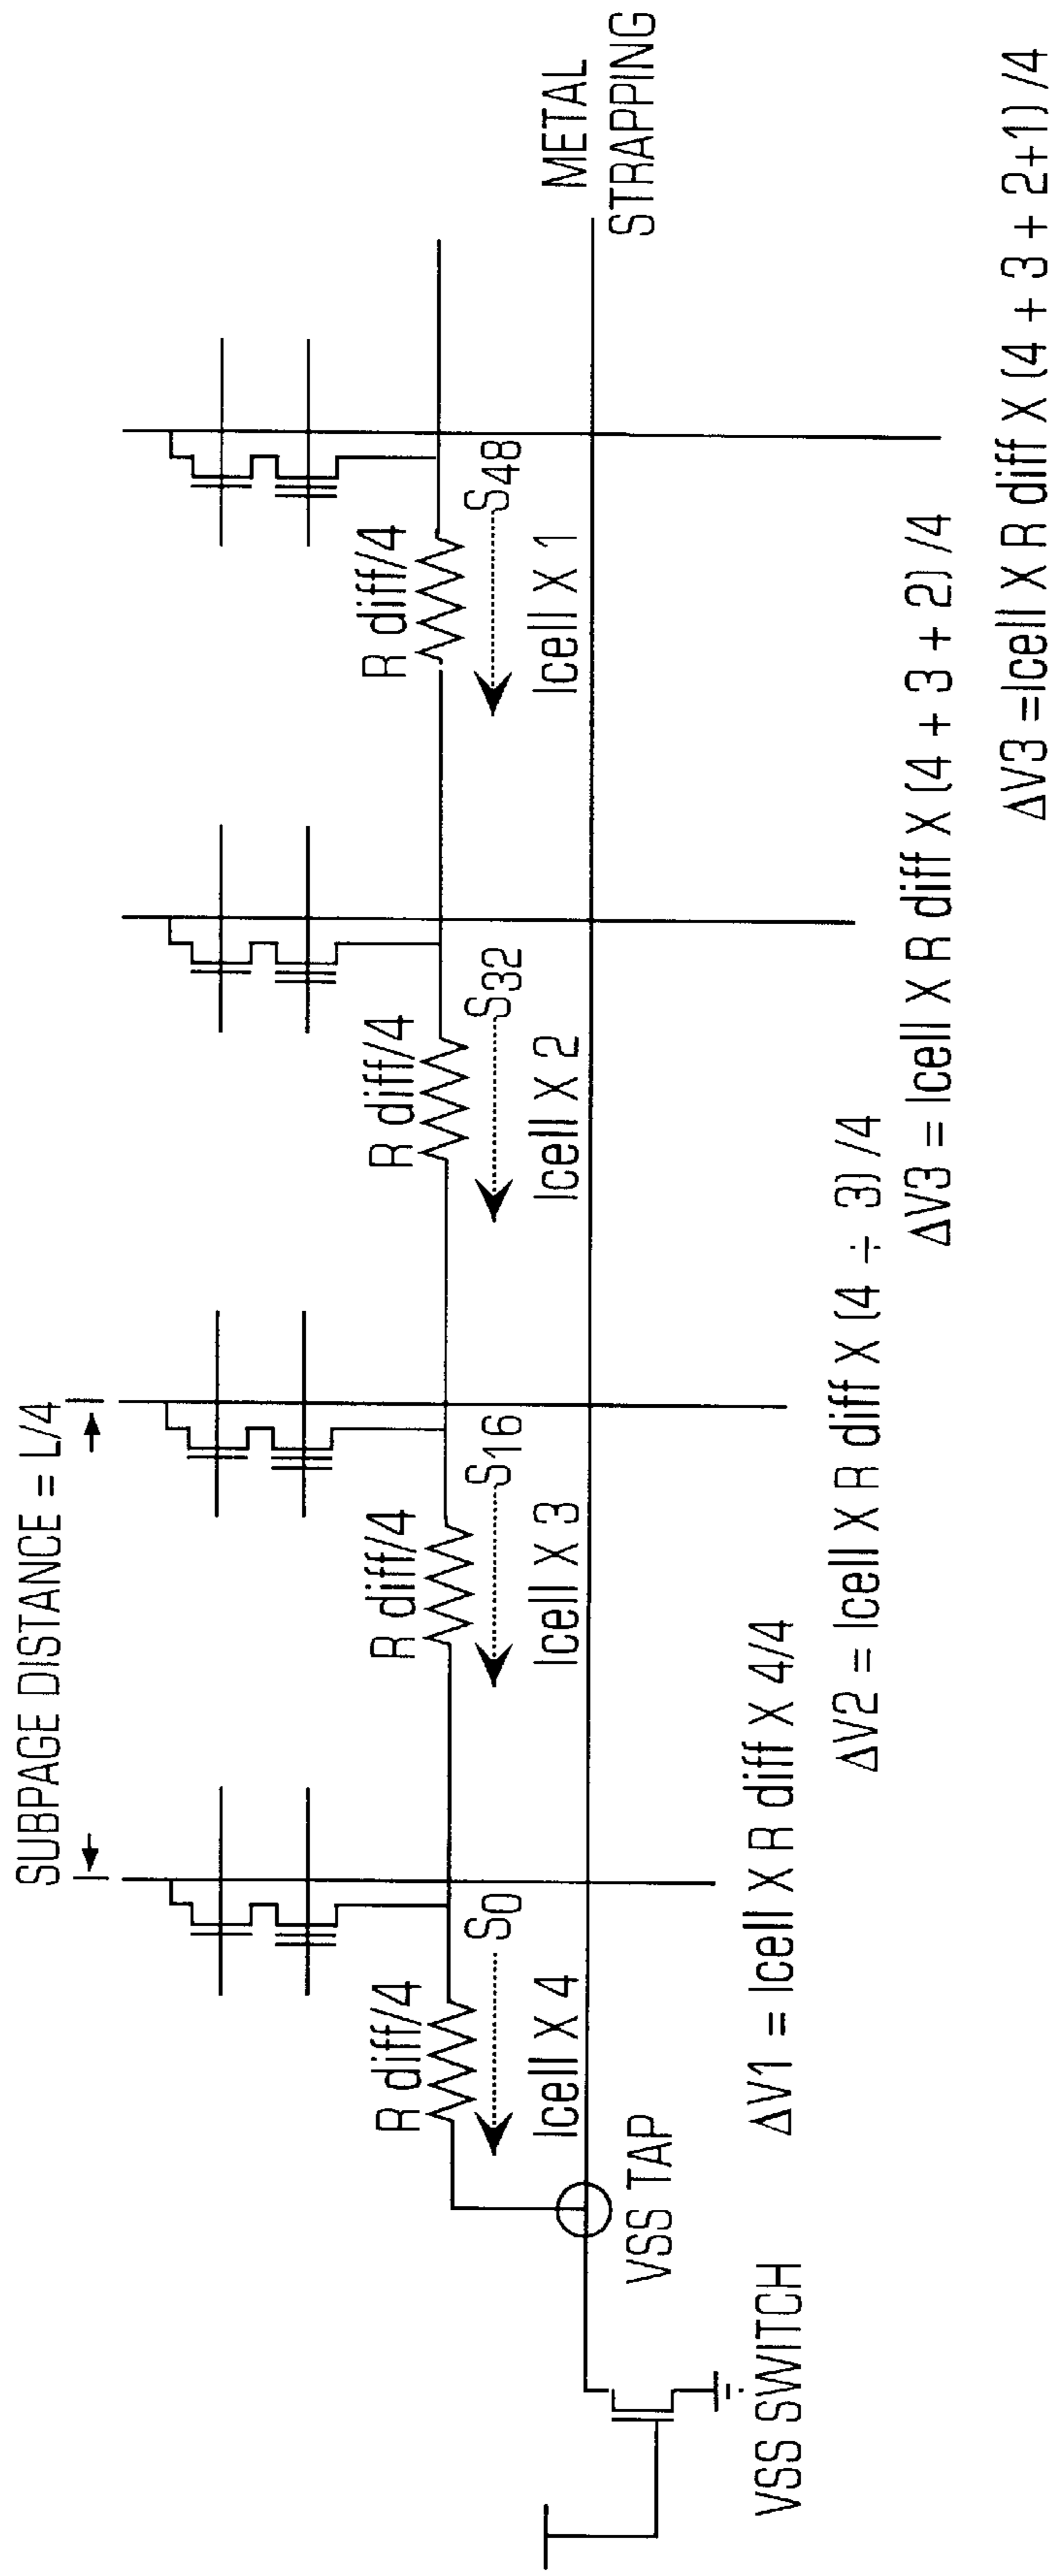 SUBPAGE DISTANCE = L/4
R diff/4
R diff/4
R diff/4
R diff/4
S0
S16
S32
S48
Icell X 4
Icell X 3
Icell X 2
Icell X 1
METAL
STRAPPING
VSS TAP
VSS SWITCH
ΔV1 = Icell X R diff X 4/4
ΔV2 = Icell X R diff X (4 ÷ 3) /4
ΔV3 = Icell X R diff X (4 + 3 + 2) /4
ΔV3 =Icell X R diff X (4 + 3 + 2+1) /4